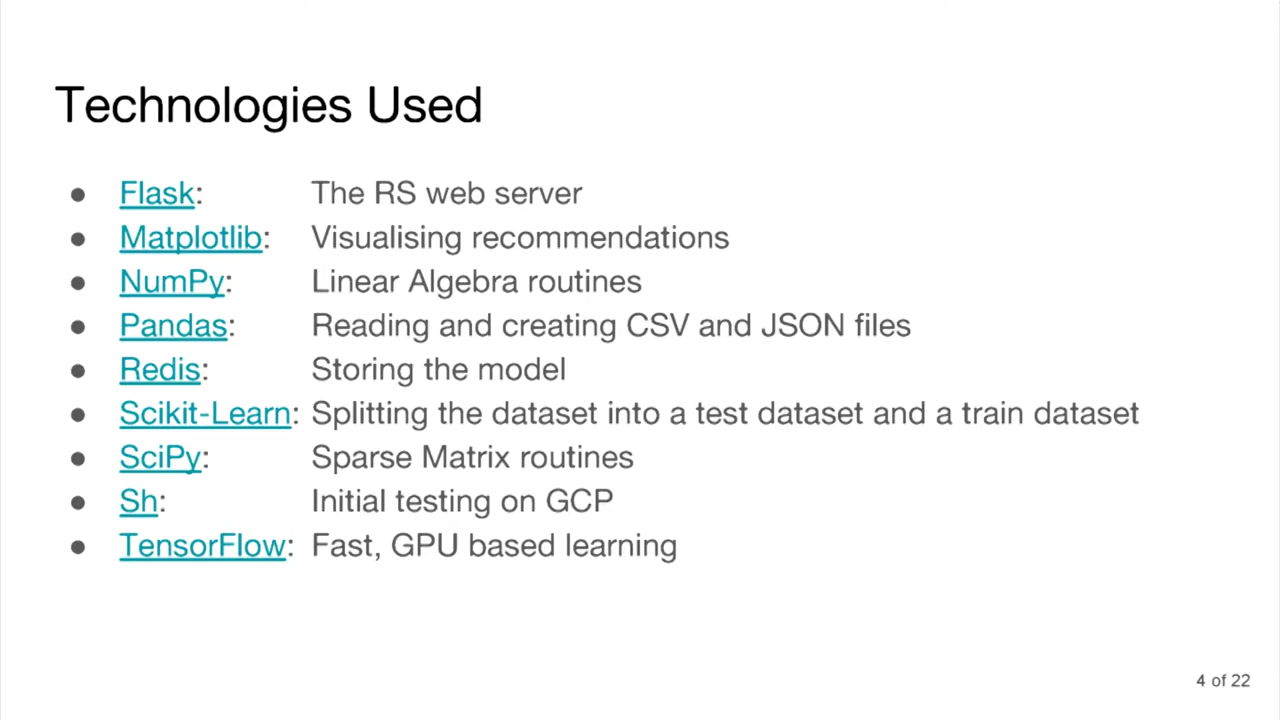 Technologies Used
● Flask: The RS web server
● Matplotlib: Visualising recommendations
● NumPy: Linear Algebra routines
● Pandas: Reading and creating CSV and JSON files
● Redis: Storing the model
● Scikit-Learn: Splitting the dataset into a test dataset and a train dataset
● SciPy: Sparse Matrix routines
● Sh: Initial testing on GCP
● TensorFlow: Fast, GPU based learning
4 of 22